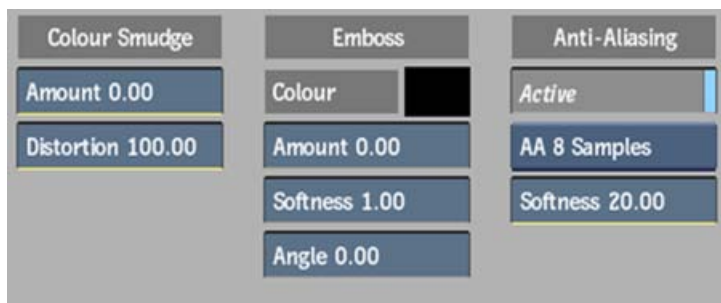 Colour Smudge
Amount 0.00
Distortion 100.00
Emboss
Colour
Amount 0.00
Softness 1.00
Angle 0.00
Anti-Aliasing
Active
AA 8 Samples
Softness 20.00